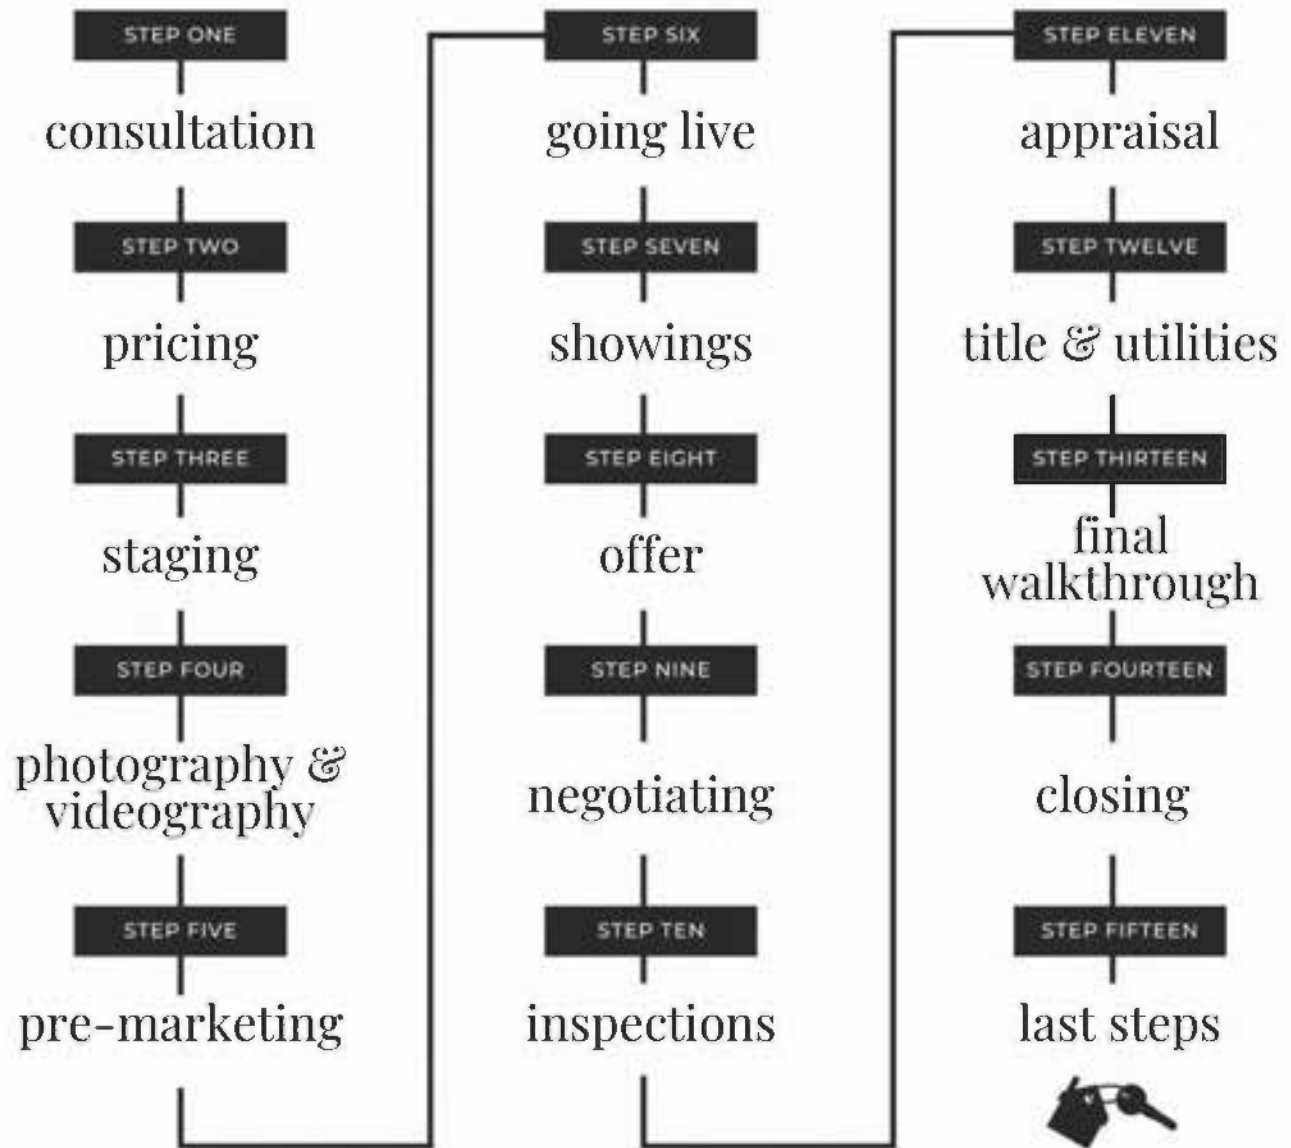 STEP ONE
consultation
STEP TWO
pricing
STEP THREE
staging
STEP FOUR
photography &
videography
STEP FIVE
pre-marketing
STEP SIX
going live
STEP SEVEN
showings
STEP EIGHT
offer
STEP NINE
negotiating
STEP TEN
inspections
STEP ELEVEN
appraisal
STEP TWELVE
title & utilities
STEP THIRTEEN
final
walkthrough
STEP FOURTEEN
closing
STEP FIFTEEN
last steps